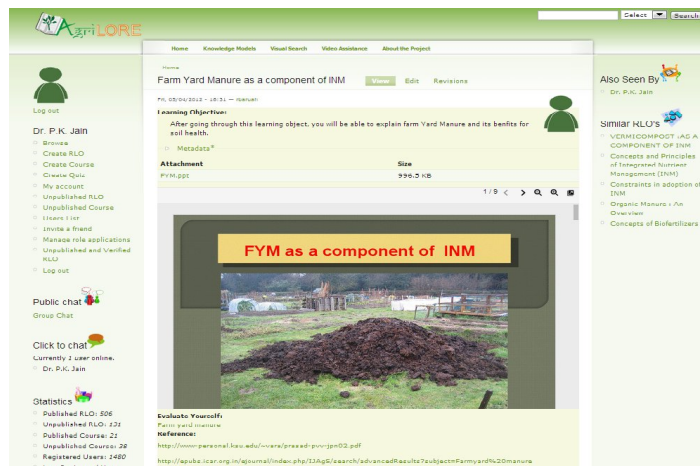 AgriLORE
Select
Search
Home Knowledge Models Visual Search Video Assistance About the Project
Log out
Dr. P.K. Jain
Browse
Create RLO
Create Course
Create Quiz
My account
Unpublished RLO
Unpublished Course
Users List
Invite a friend
Manage role applications
Unpublished and Verified
RLO
Log out
Public chat
Group Chat
Click to chat
Currently 1 user online.
Dr. P.K. Jain
Statistics
Published RLO: 506
Unpublished RLO: 131
Published Course: 21
Unpublished Course: 38
Registered Users: 1480
Home
Farm Yard Manure as a component of INM
View Edit Revisions
Learning Objective:
After going through this learning object, you will be able to explain farm Yard Manure and its benfits for
soil health.
Metadata
Attachment Size
FYM.ppt 996.5 KB
1 / 9
FYM as a component of INM
Evaluate Yourself:
Farm yard manure
Reference:
http://epubs.icar.org.in/ejournal/index.php/IJAgS/search/advancedResults?subject=Farmyard%20manure
Also Seen By
Dr. P.K. Jain
Similar RLO's
VERMICOMPOST :AS A
COMPONENT OF INM
Concepts and Principles
of Integrated Nutrient
Management (INM)
Constraints in adoption of
INM
Organic Manure : An
Overview
Concepts of Biofertilizers